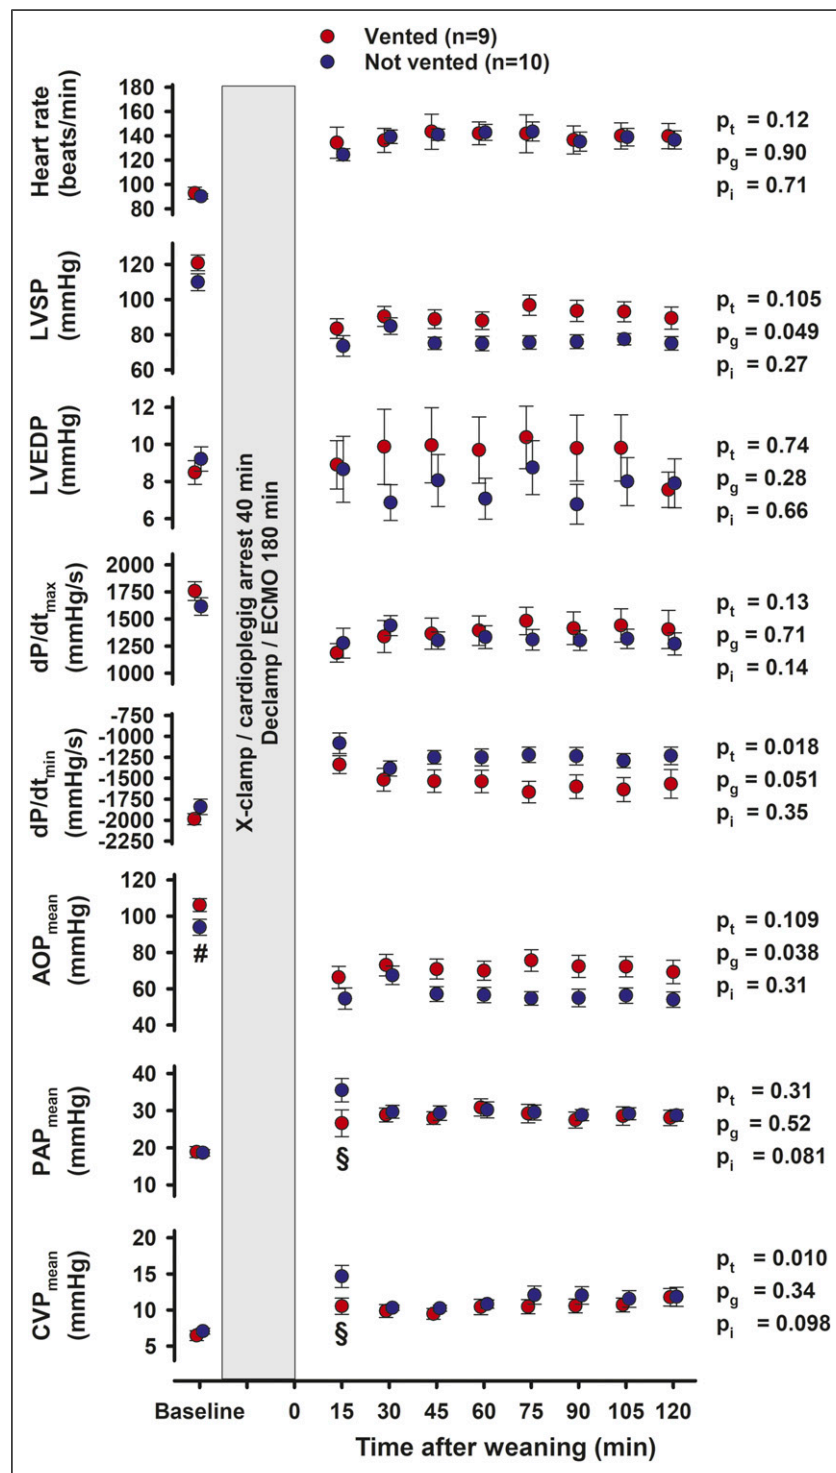 Vented (n=9)
Not vented (n=10)
Heart rate
(beats/min)
180
160
140
120
100
80
p_t = 0.12
p_g = 0.90
p_i = 0.71
LVSP
(mmHg)
120
100
80
60
p_t = 0.105
p_g = 0.049
p_i = 0.27
LVEDP
(mmHg)
12
10
8
6
p_t = 0.74
p_g = 0.28
p_i = 0.66
dP/dt_max
(mmHg/s)
2000
1750
1500
1250
1000
p_t = 0.13
p_g = 0.71
p_i = 0.14
dP/dt_min
(mmHg/s)
-750
-1000
-1250
-1500
-1750
-2000
-2250
p_t = 0.018
p_g = 0.051
p_i = 0.35
AOP_mean
(mmHg)
120
100
80
60
40
#
p_t = 0.109
p_g = 0.038
p_i = 0.31
PAP_mean
(mmHg)
40
30
20
10
§
p_t = 0.31
p_g = 0.52
p_i = 0.081
CVP_mean
(mmHg)
20
15
10
5
§
p_t = 0.010
p_g = 0.34
p_i = 0.098
X-clamp / cardioplegig arrest 40 min
Declamp / ECMO 180 min
Baseline 0 15 30 45 60 75 90 105 120
Time after weaning (min)